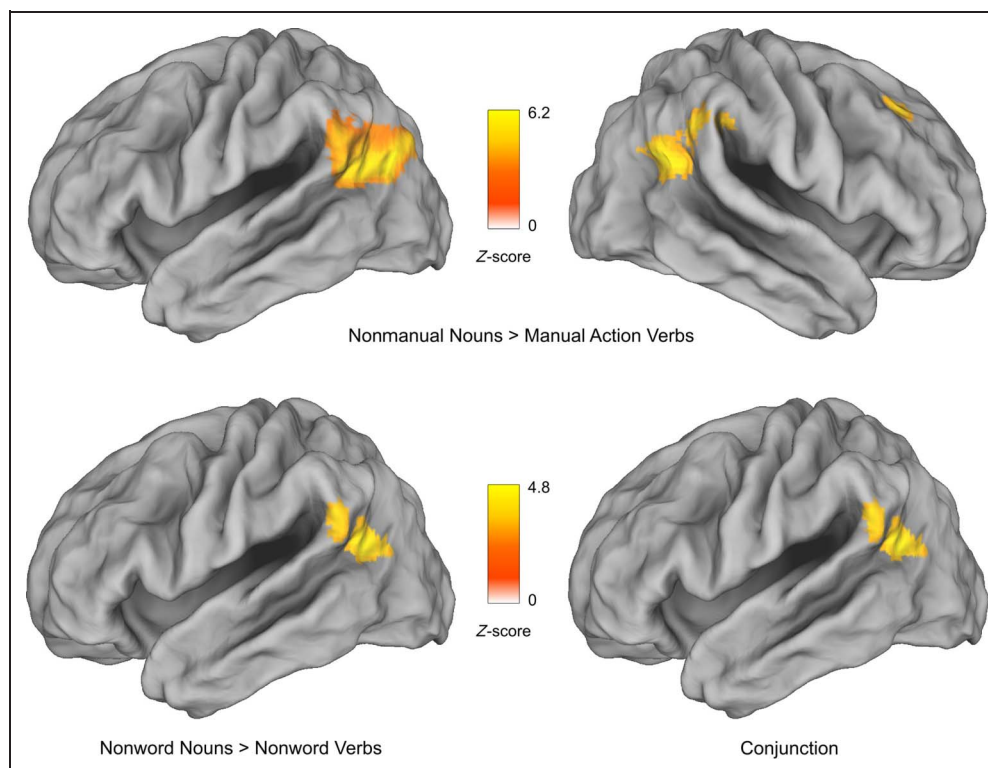 6.2
0
Z-score
Nonmanual Nouns > Manual Action Verbs
4.8
0
Z-score
Nonword Nouns > Nonword Verbs
Conjunction